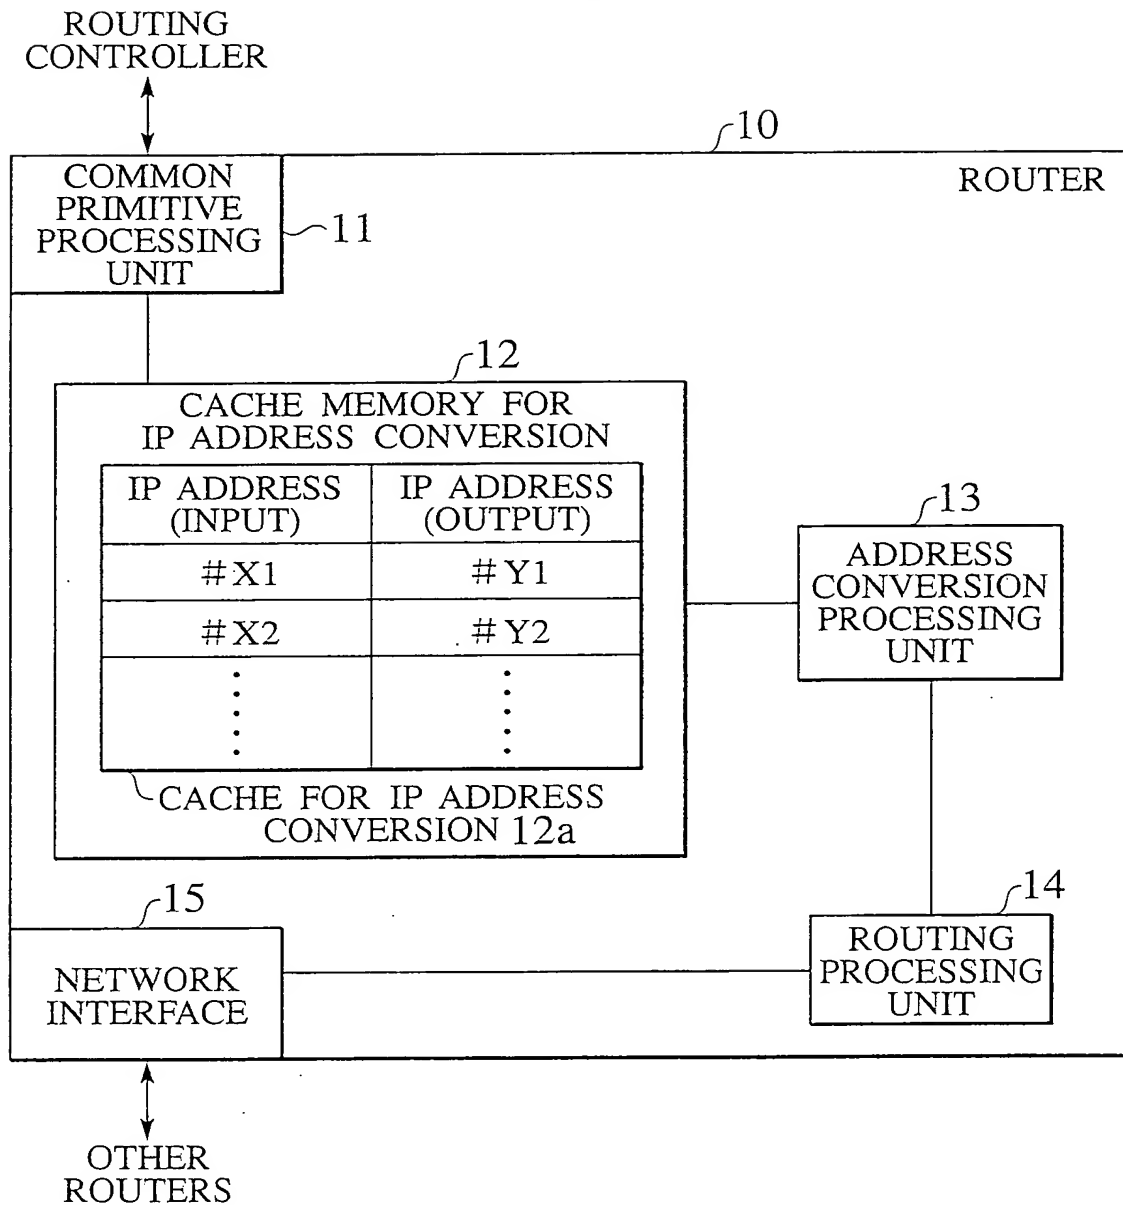 ROUTING
CONTROLLER
10
ROUTER
COMMON
PRIMITIVE
PROCESSING
UNIT
11
12
CACHE MEMORY FOR
IP ADDRESS CONVERSION
IP ADDRESS
(INPUT)
IP ADDRESS
(OUTPUT)
#X1
#Y1
#X2
#Y2
CACHE FOR IP ADDRESS
CONVERSION 12a
13
ADDRESS
CONVERSION
PROCESSING
UNIT
14
ROUTING
PROCESSING
UNIT
15
NETWORK
INTERFACE
OTHER
ROUTERS